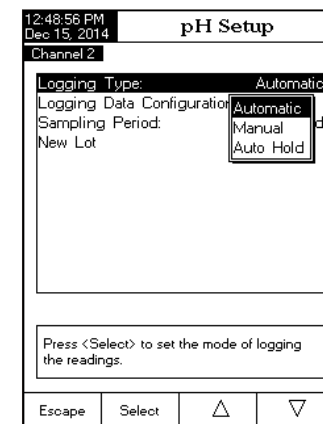 12:48:56 PM
Dec 15, 2014
pH Setup
Channel 2
Logging Type: Automatic
Logging Data Configuration
Sampling Period:
New Lot
Automatic
Manual
Auto Hold
Press <Select> to set the mode of logging
the readings.
Escape Select △ ▽